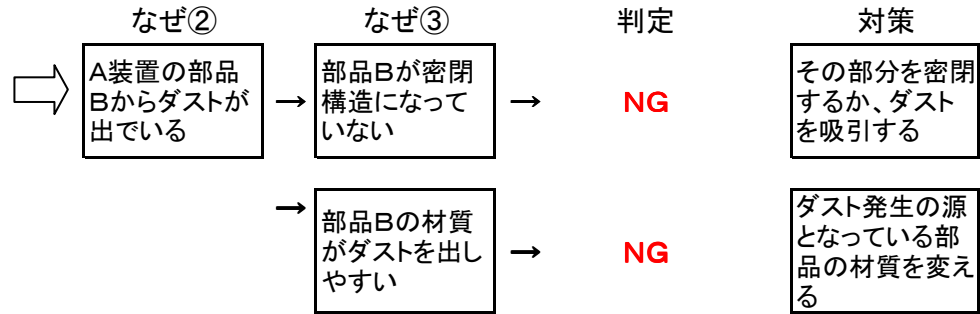 なぜ② なぜ③ 判定 対策
A装置の部品
Bからダストが
出でいる
→
部品Bが密閉
構造になって
いない
→
NG
その部分を密閉
するか、ダスト
を吸引する
→
部品Bの材質
がダストを出し
やすい
→
NG
ダスト発生の源
となっている部
品の材質を変え
る